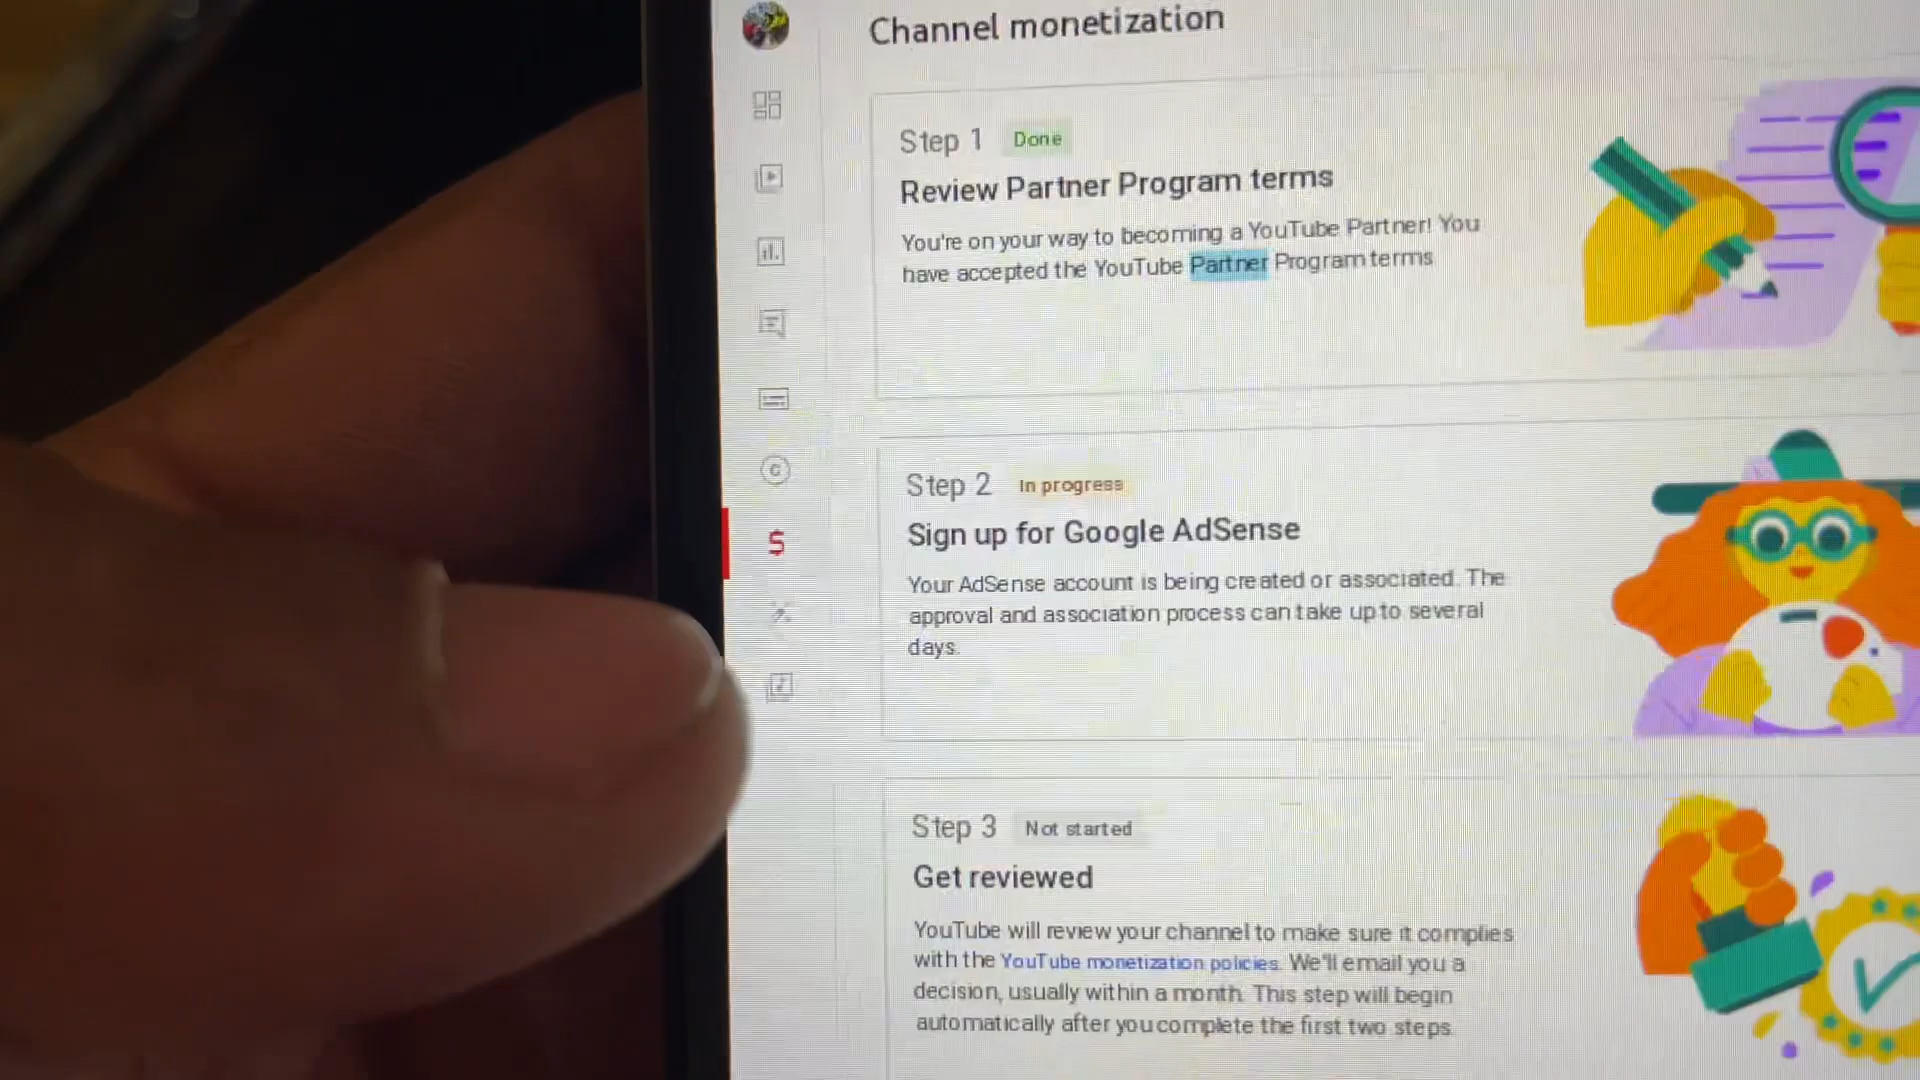 Channel monetization
Step 1 Done
Review Partner Program terms
You're on your way to becoming a YouTube Partner! You
have accepted the YouTube Partner Program terms
Step 2 In progress
Sign up for Google AdSense
Your AdSense account is being created or associated. The
approval and association process can take up to several
days.
Step 3 Not started
Get reviewed
YouTube will review your channel to make sure it complies
with the YouTube monetization policies. We'll email you a
decision, usually within a month. This step will begin
automatically after you complete the first two steps